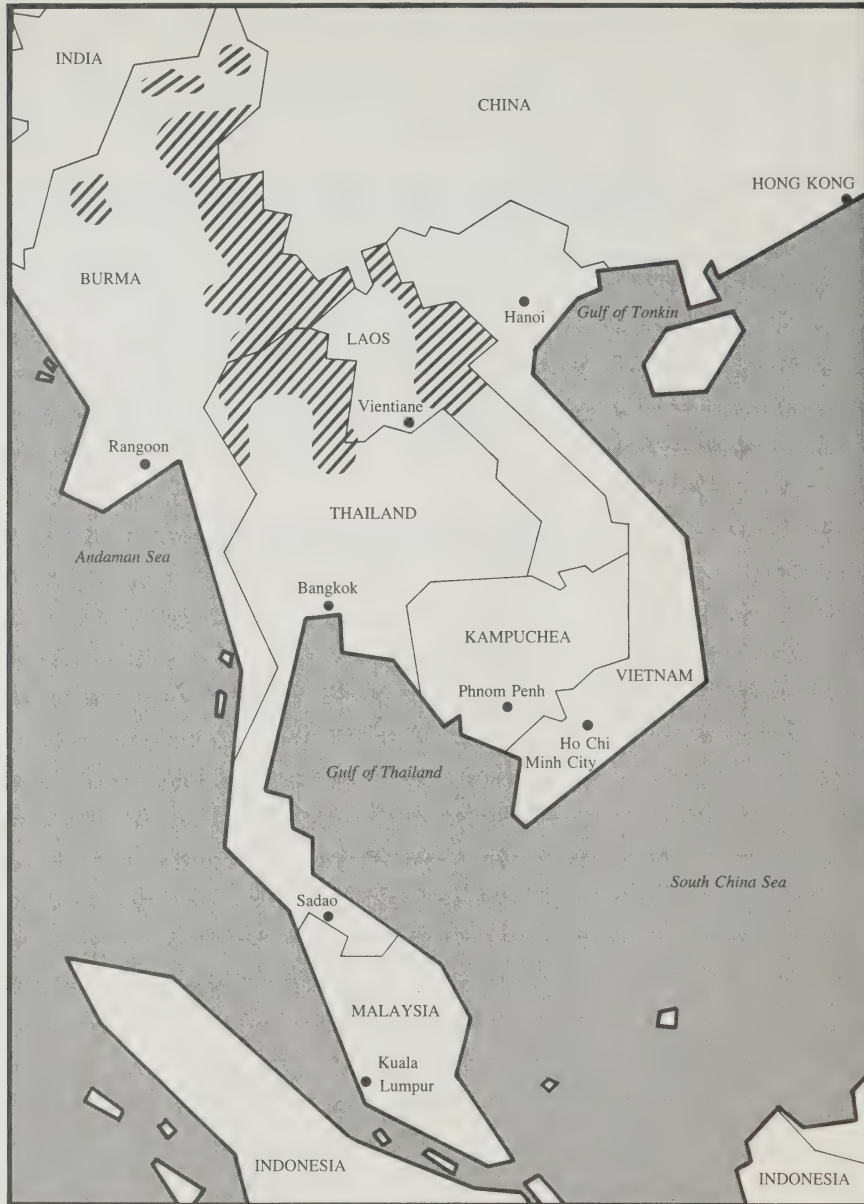 INDIA
CHINA
HONG KONG
BURMA
Hanoi
Gulf of Tonkin
LAOS
Vientiane
Rangoon
THAILAND
Andaman Sea
Bangkok
KAMPUCHEA
Phnom Penh
VIETNAM
Ho Chi
Minh City
Gulf of Thailand
South China Sea
Sadao
MALAYSIA
Kuala
Lumpur
INDONESIA
INDONESIA